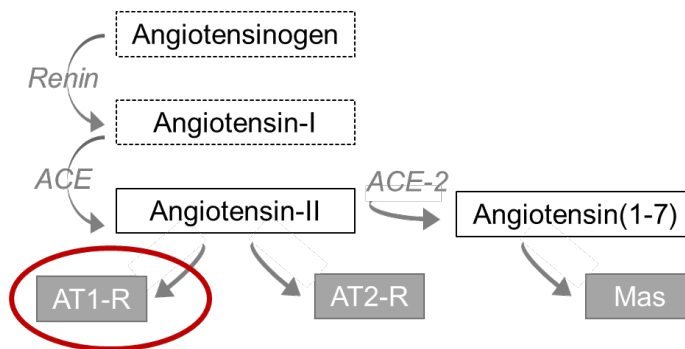 Angiotensinogen
Renin
Angiotensin-I
ACE
ACE-2
Angiotensin-II
Angiotensin(1-7)
AT1-R
AT2-R
Mas